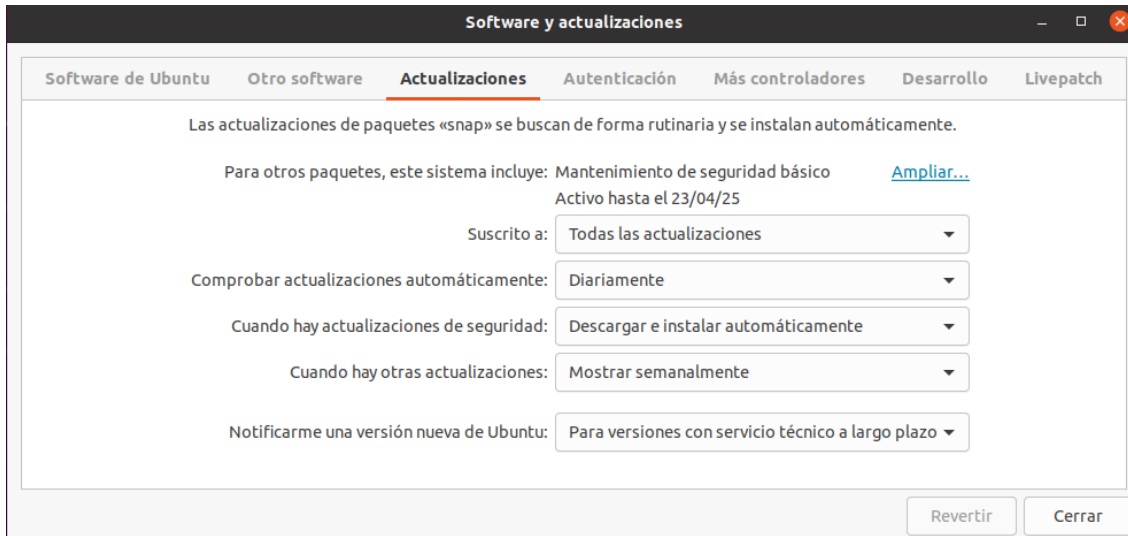 Software y actualizaciones
Software de Ubuntu Otro software Actualizaciones Autenticación Más controladores Desarrollo Livepatch
Las actualizaciones de paquetes «snap» se buscan de forma rutinaria y se instalan automáticamente.
Para otros paquetes, este sistema incluye: Mantenimiento de seguridad básico Ampliar...
Activo hasta el 23/04/25
Suscrito a: Todas las actualizaciones
Comprobar actualizaciones automáticamente: Diariamente
Cuando hay actualizaciones de seguridad: Descargar e instalar automáticamente
Cuando hay otras actualizaciones: Mostrar semanalmente
Notificarme una versión nueva de Ubuntu: Para versiones con servicio técnico a largo plazo
Revertir Cerrar